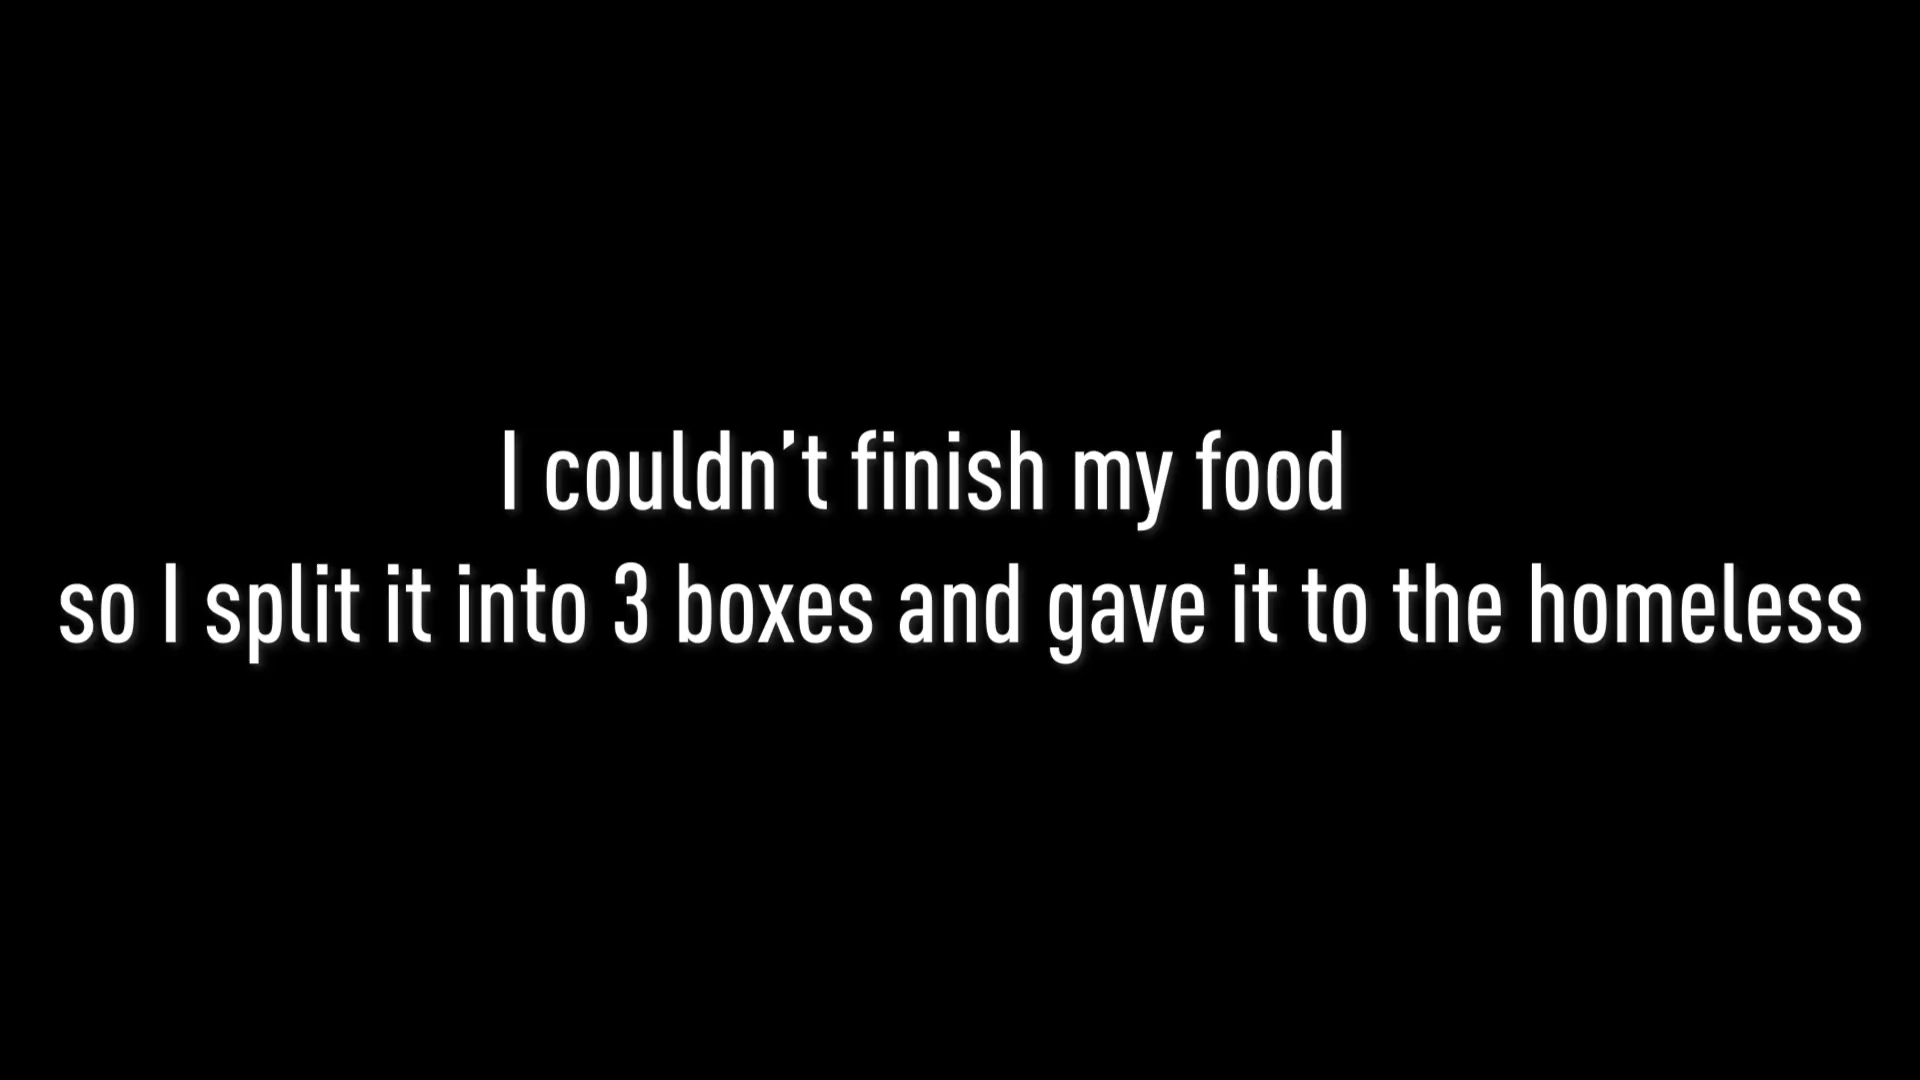 I couldn’t finish my food
so I split it into 3 boxes and gave it to the homeless